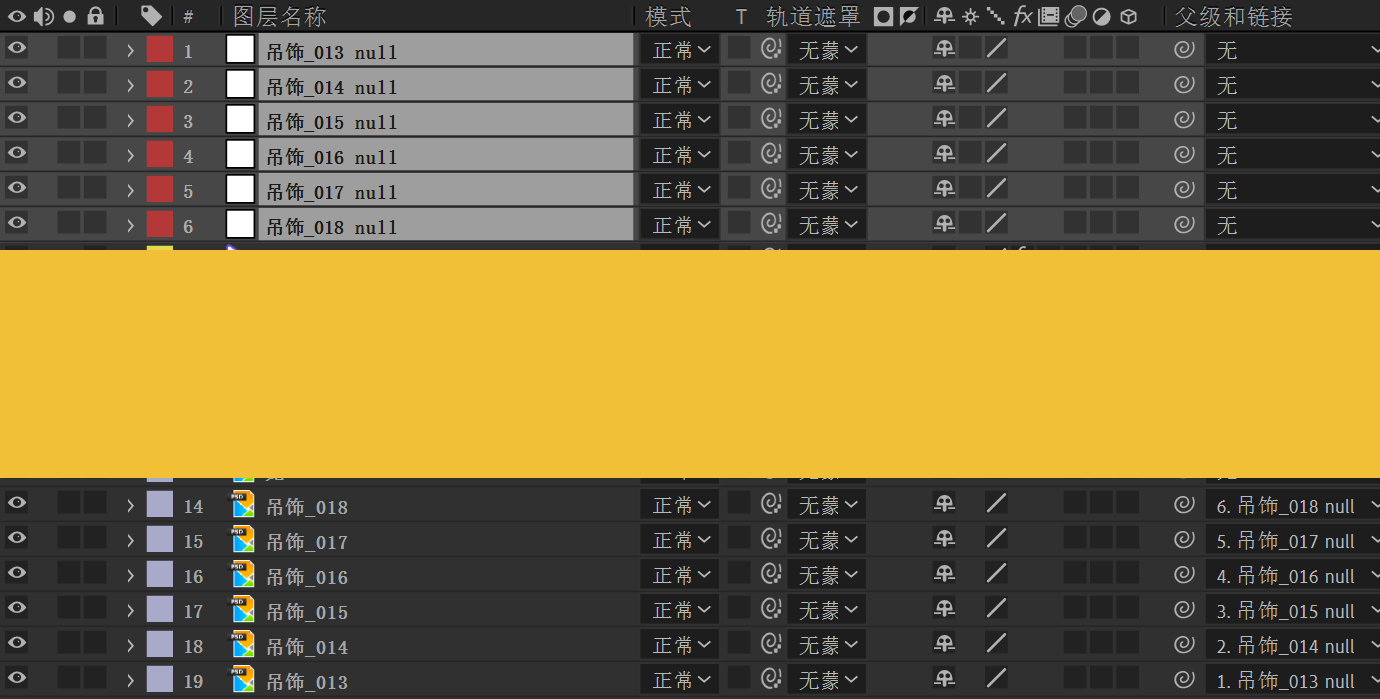 # 图层名称 模式 T 轨道遮罩 fx 父级和链接
1 吊饰_013 null 正常 无蒙 无
2 吊饰_014 null 正常 无蒙 无
3 吊饰_015 null 正常 无蒙 无
4 吊饰_016 null 正常 无蒙 无
5 吊饰_017 null 正常 无蒙 无
6 吊饰_018 null 正常 无蒙 无
14 PSD 吊饰_018 正常 无蒙 6. 吊饰_018 null
15 PSD 吊饰_017 正常 无蒙 5. 吊饰_017 null
16 PSD 吊饰_016 正常 无蒙 4. 吊饰_016 null
17 PSD 吊饰_015 正常 无蒙 3. 吊饰_015 null
18 PSD 吊饰_014 正常 无蒙 2. 吊饰_014 null
19 PSD 吊饰_013 正常 无蒙 1. 吊饰_013 null